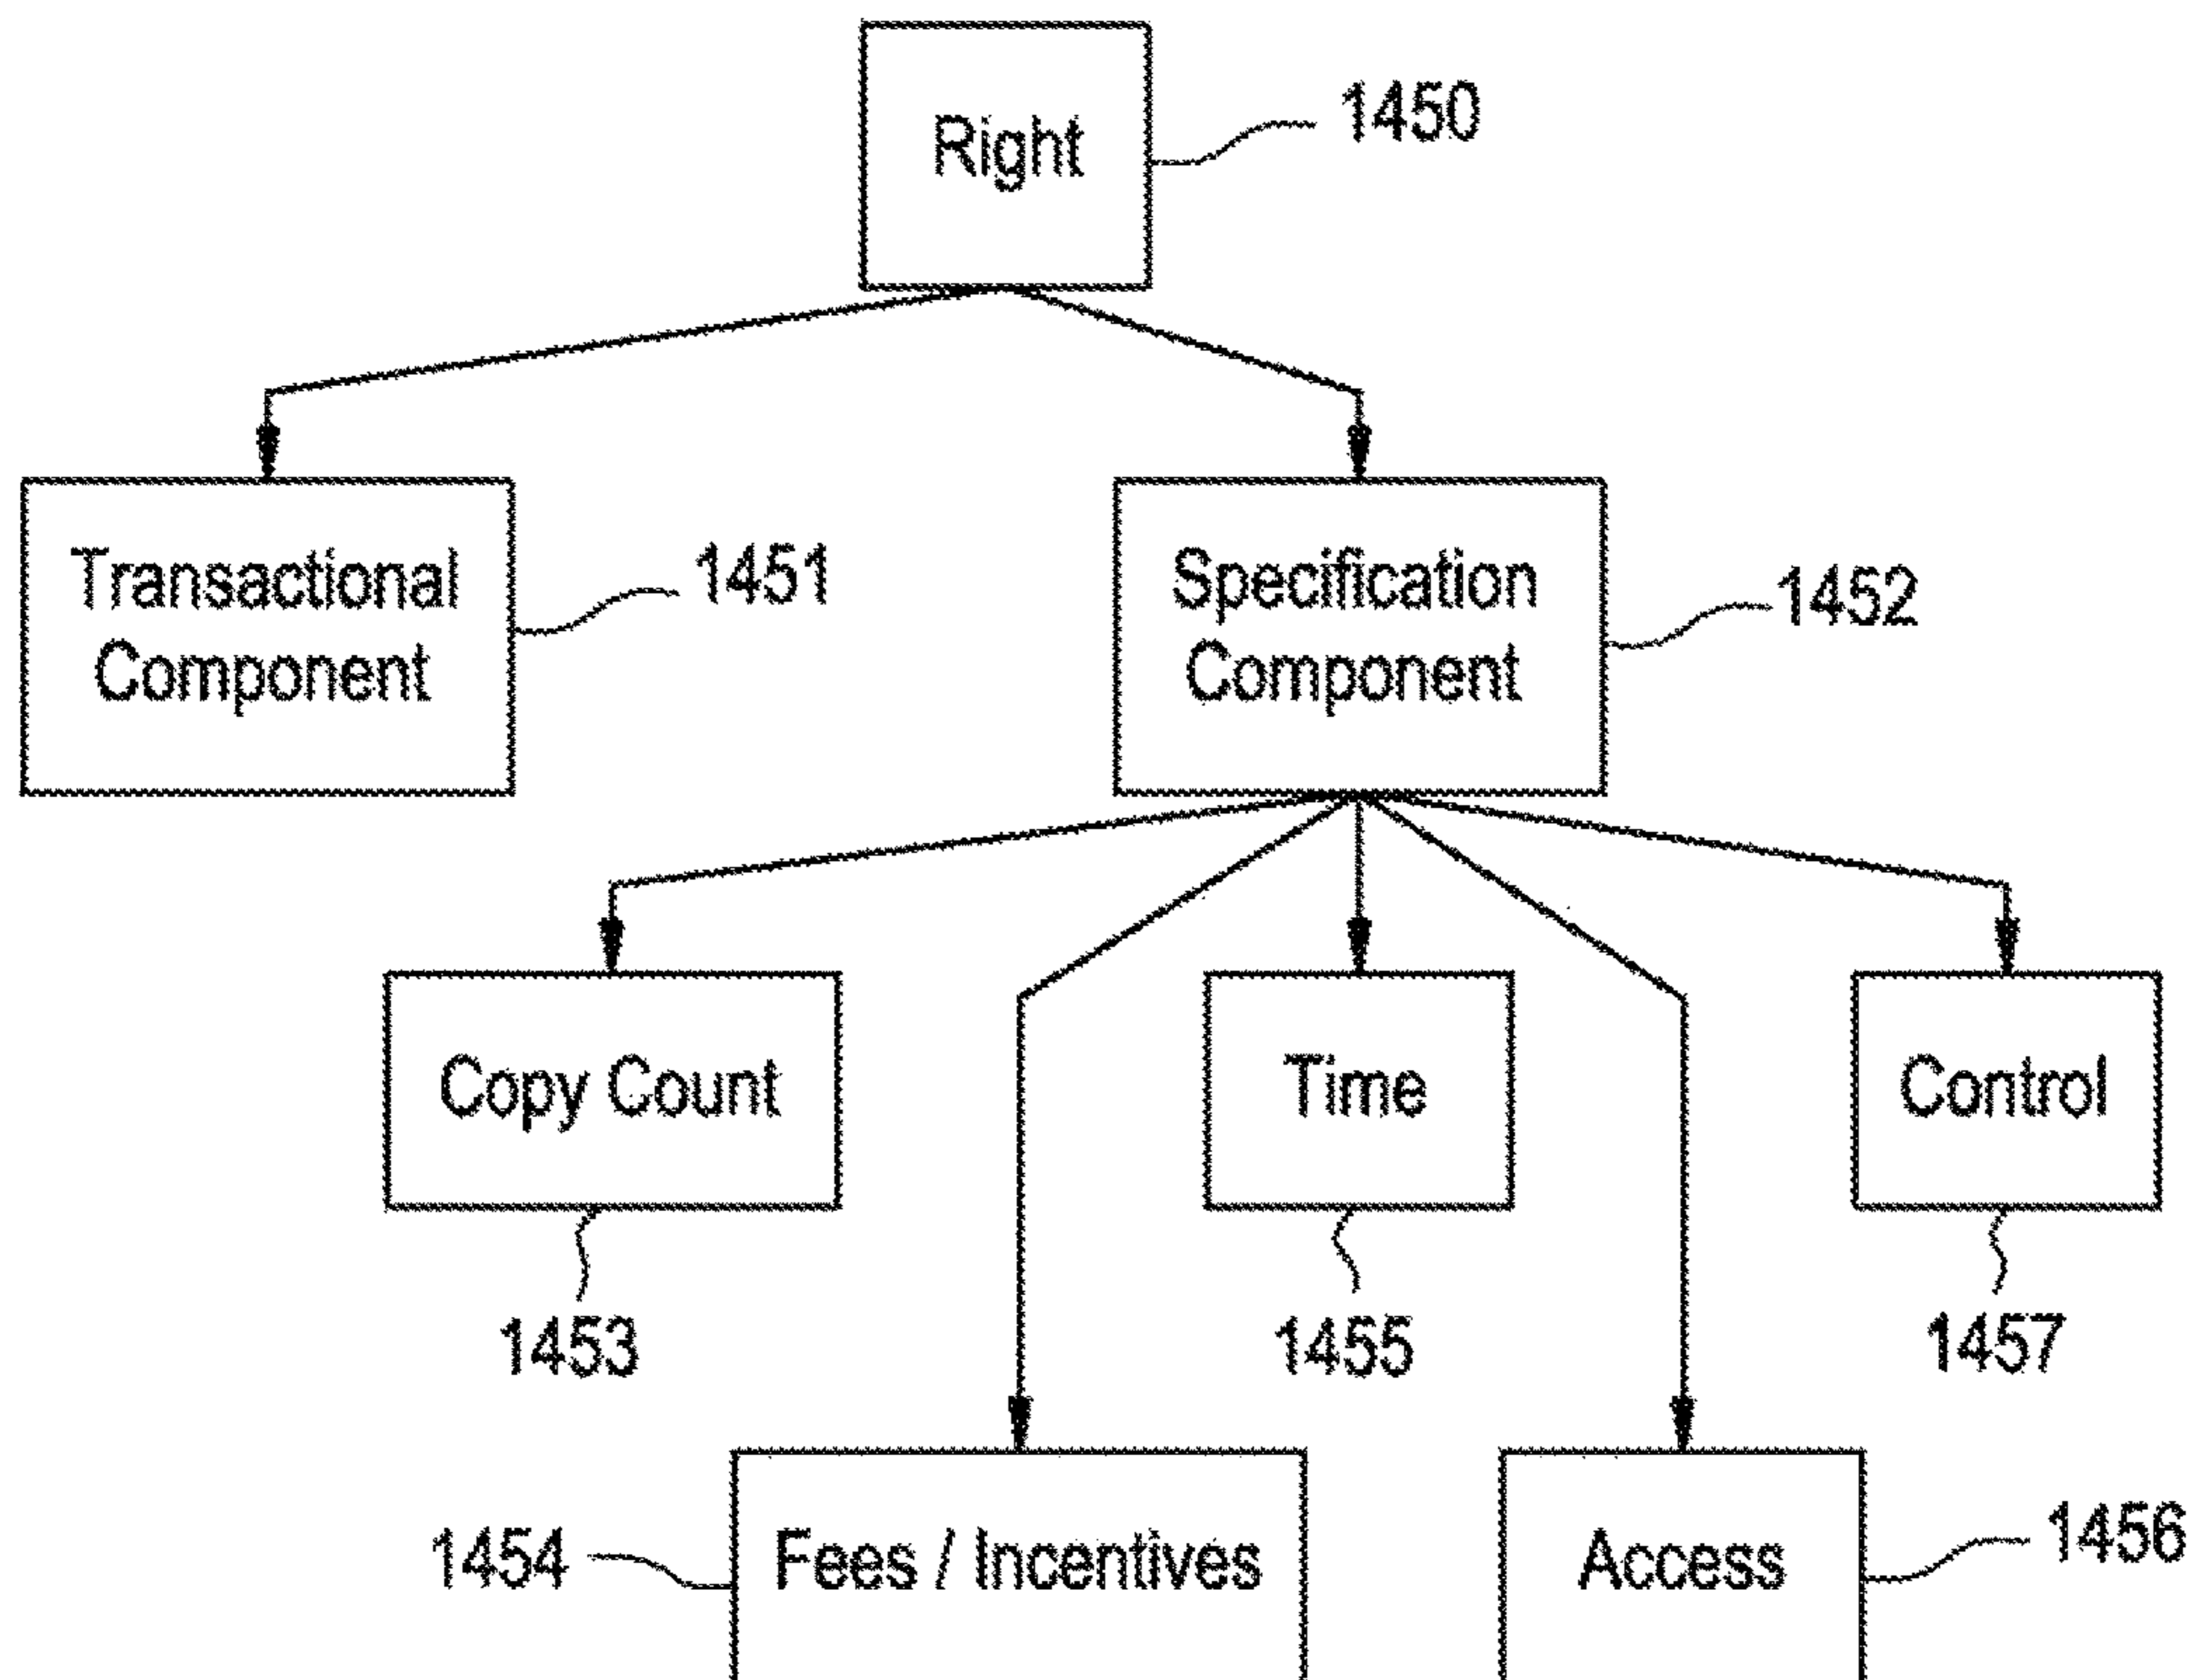 Right
1450
Transactional
Component
1451
Specification
Component
1452
Copy Count
1453
Time
1455
Control
1457
1454
Fees / Incentives
Access
1456